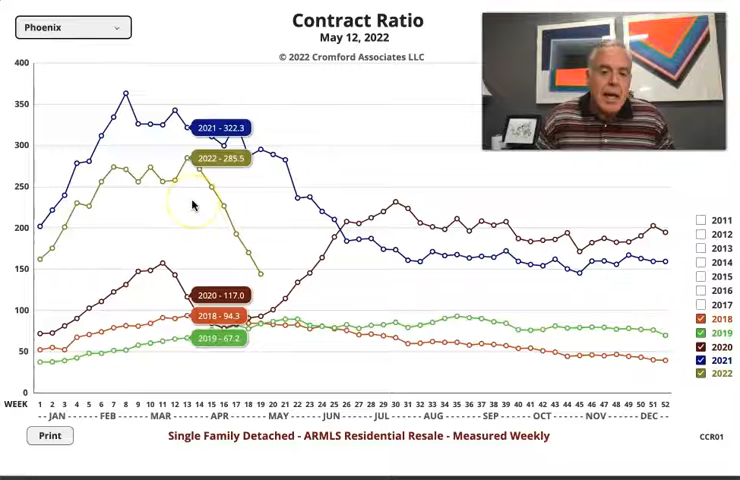 Phoenix
Contract Ratio
May 12, 2022
© 2022 Cromford Associates LLC
400
350
300
250
200
150
100
50
0
2021 - 322.3
2022 - 285.5
2020 - 117.0
2018 - 94.3
2019 - 67.2
2011
2012
2013
2014
2015
2016
2017
2018
2019
2020
2021
2022
WEEK 1 2 3 4 5 6 7 8 9 10 11 12 13 14 15 16 17 18 19 20 21 22 23 24 25 26 27 28 29 30 31 32 33 34 35 36 37 38 39 40 41 42 43 44 45 46 47 48 49 50 51 52
JAN FEB MAR APR MAY JUN JUL AUG SEP OCT NOV DEC
Print
Single Family Detached - ARMLS Residential Resale - Measured Weekly
CCR01